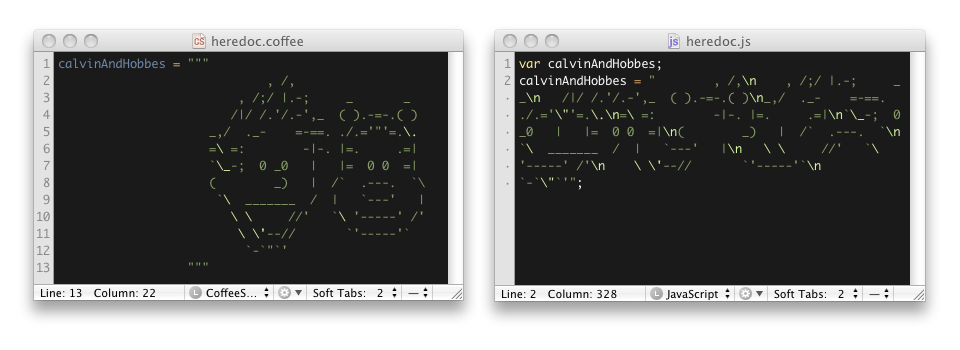 heredoc.coffee
1 calvinAndHobbes = """
2                             , /,
3                         , /;/ |.-;      _       _
4                        /|/ /.'/.-',_  ( ).-=-.( )
5                     _,/  ._-    =-==. ./.='"'=.\.
6                     =\ =:        -|-. |=.     .=|
7                     `\_-;  0 _0   |   |=  0 0  =|
8                     (        _)   |  /`  .---.  `\
9                      `\  _______  /  |    `---'    |
10                       \ \      //'   `\ '-----' /'
11                        \ \'--//         `'-----'`
12                         `-`"`'
13                   """
Line: 13 Column: 22 L CoffeeS... Soft Tabs: 2 —
heredoc.js
1 var calvinAndHobbes;
2 calvinAndHobbes = "        , /,\n    , /;/ |.-;      _
_\n   /|/ /.'/.-',_  ( ).-=-.( )\n_,/  ._-    =-==.
./.='\"'=.\.\n=\ =:        -|-. |=.     .=|\n`\_-;  0
_0   |   |=  0 0  =|\n(        _)   |  /`  .---.  `\n
`\  _______  /  |    `---'    |\n   \ \      //'   `\
'-----' /'\n    \ \'--//         `'-----'`\n
`-`\"`'";
Line: 2 Column: 328 L JavaScript Soft Tabs: 2 —